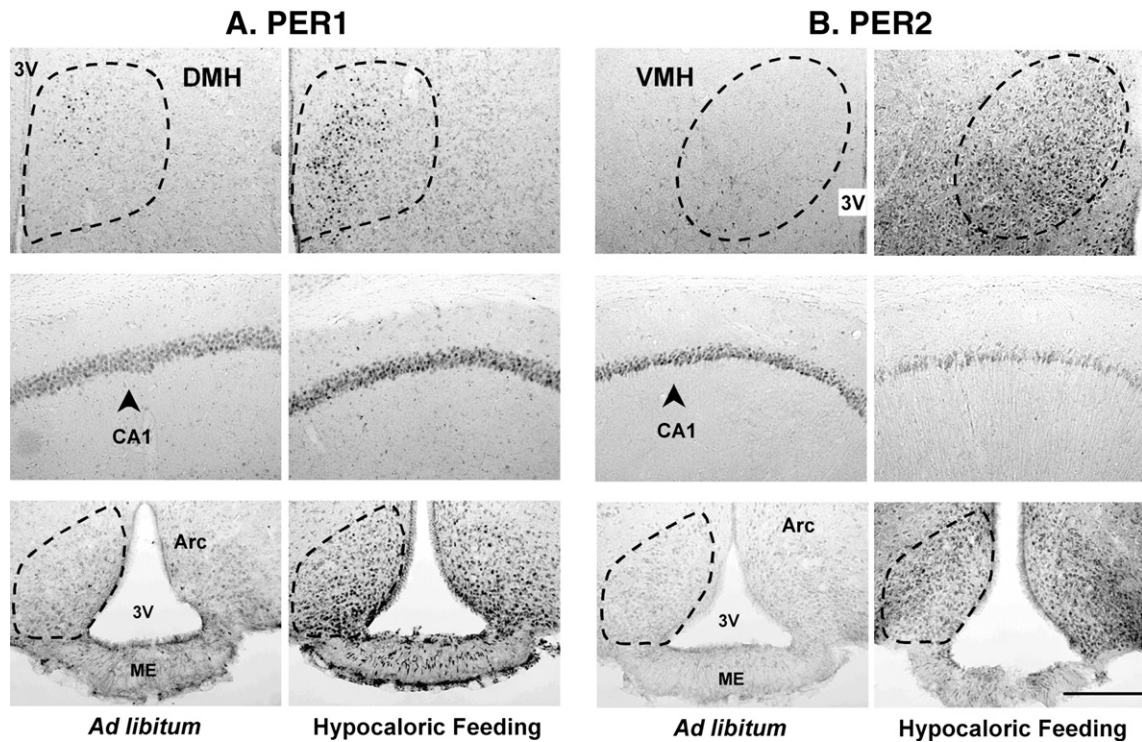 A. PER1
B. PER2
3V
DMH
VMH
3V
CA1
CA1
Arc
3V
ME
Arc
3V
ME
Ad libitum
Hypocaloric Feeding
Ad libitum
Hypocaloric Feeding